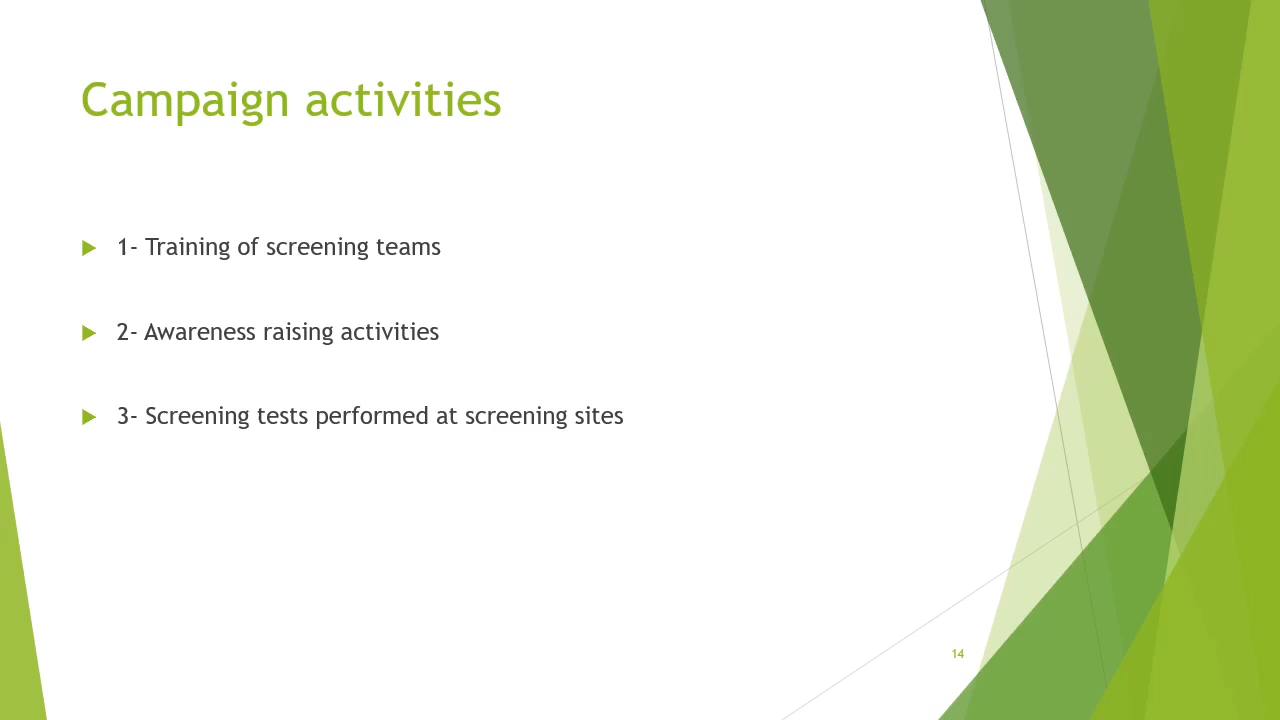 Campaign activities
1- Training of screening teams
2- Awareness raising activities
3- Screening tests performed at screening sites
14